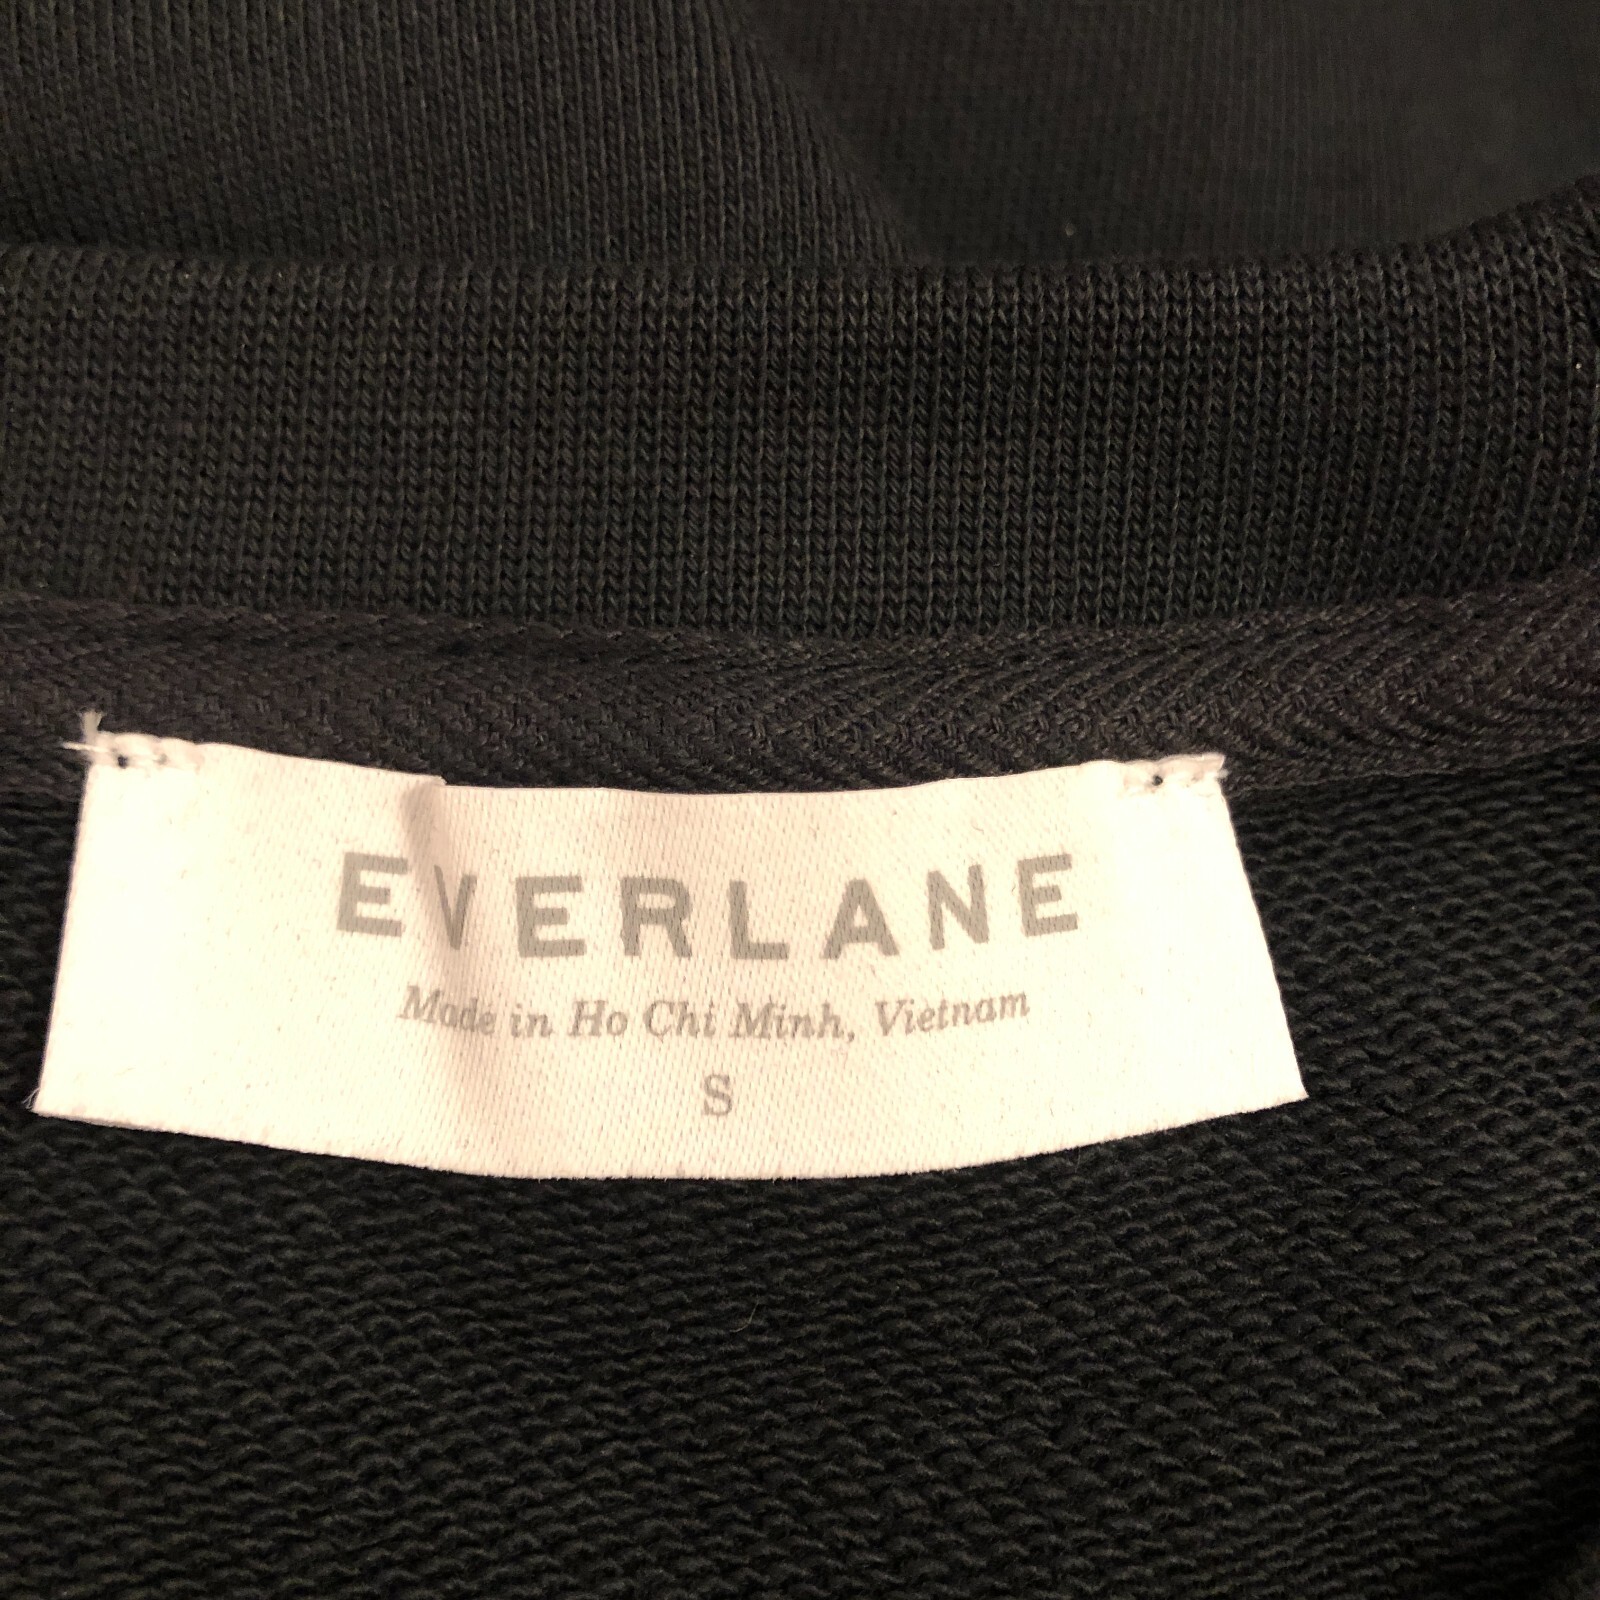 EVERLANE
Made in Ho Chi Minh, Vietnam
S